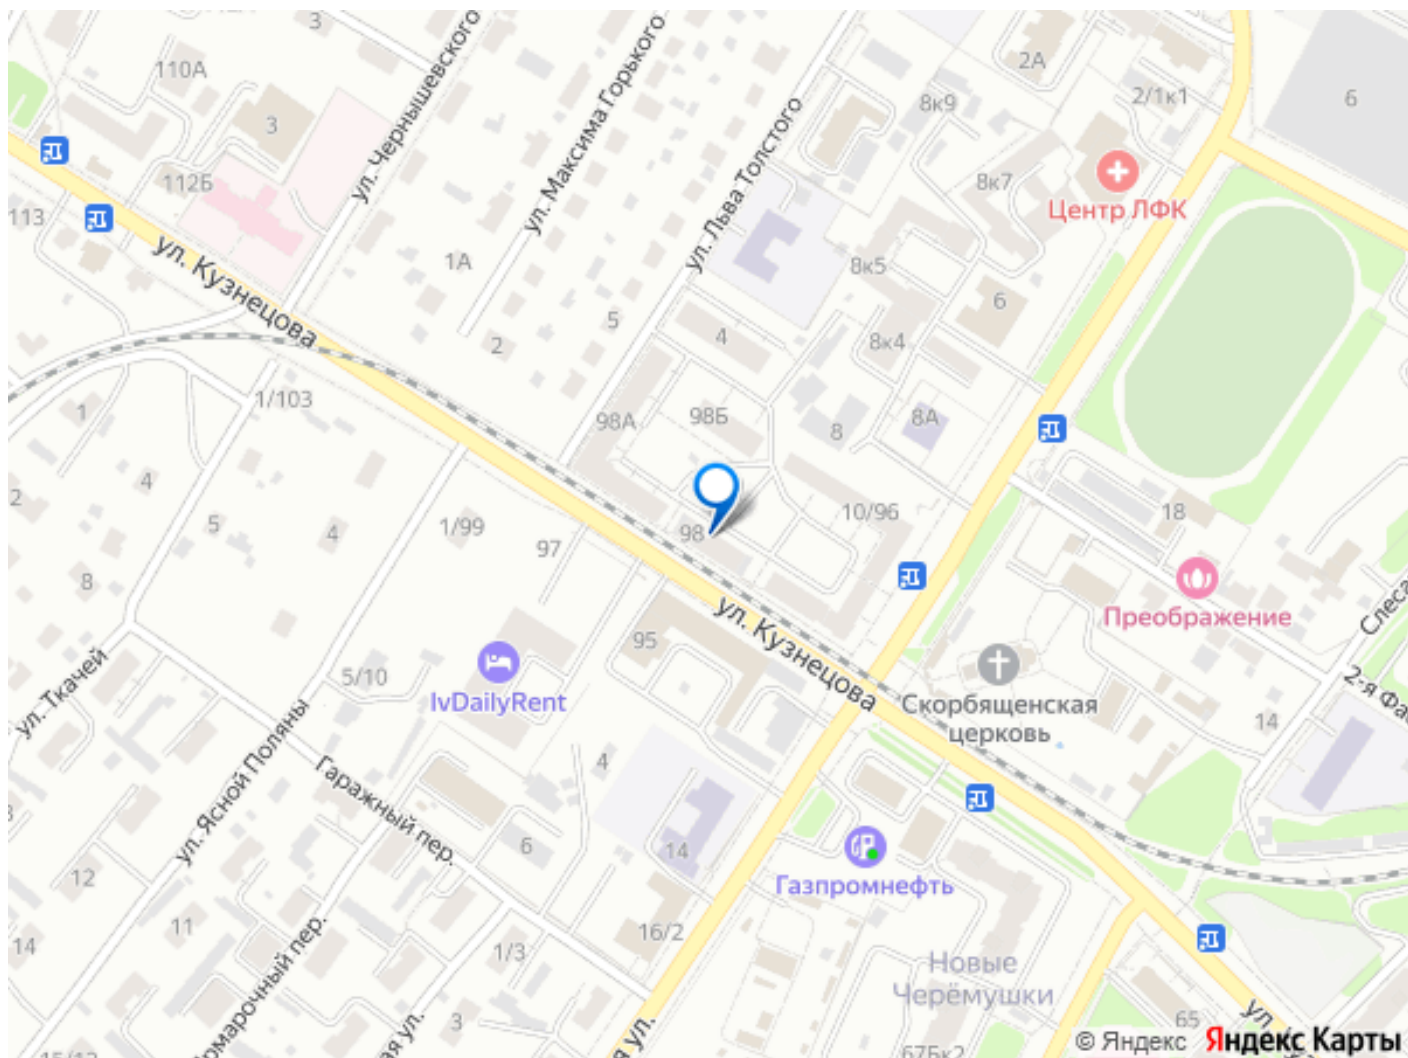 3
110А
3
112Б
113
ул. Чернышевского
ул. Максима Горького
ул. Льва Толстого
2А
8к9
2/1к1
6
8к7
Центр ЛФК
ул. Кузнецова
1А
8к5
6
5
4
2
8к4
1/103
1
98А
98Б
8
8А
2
4
5
4
1/99
97
98
10/96
18
8
Преображение
95
5/10
IvDailyRent
ул. Кузнецова
Скорбященская
церковь
14
ул. Ткачей
ул. Ясной Поляны
Гаражный пер.
4
6
14
Газпромнефть
12
11
14
1/3
16/2
Новые
Черёмушки
3
65
67Бк2
15/12
© Яндекс Яндекс Карты